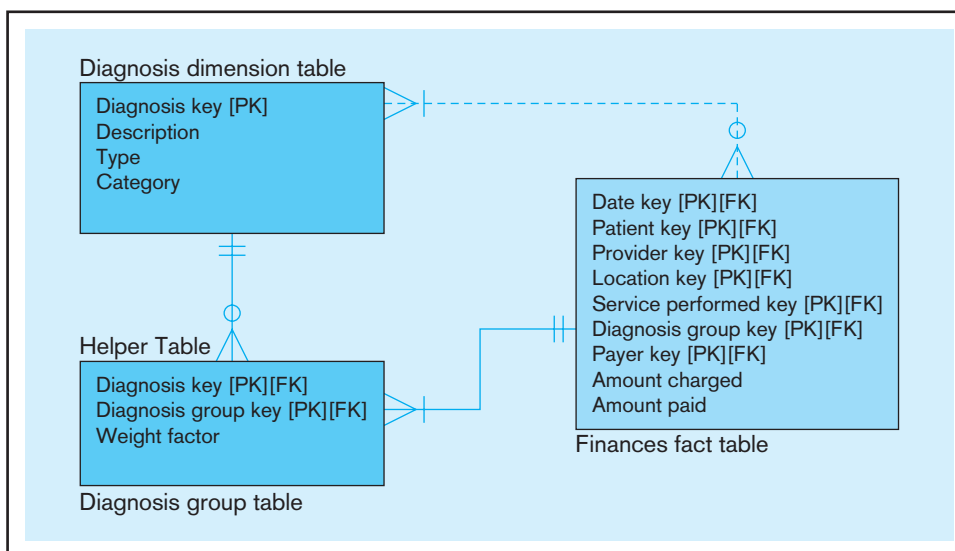 Diagnosis dimension table
Diagnosis key [PK]
Description
Type
Category
Date key [PK][FK]
Patient key [PK][FK]
Provider key [PK][FK]
Location key [PK][FK]
Service performed key [PK][FK]
Diagnosis group key [PK][FK]
Payer key [PK][FK]
Amount charged
Amount paid
Finances fact table
Helper Table
Diagnosis key [PK][FK]
Diagnosis group key [PK][FK]
Weight factor
Diagnosis group table